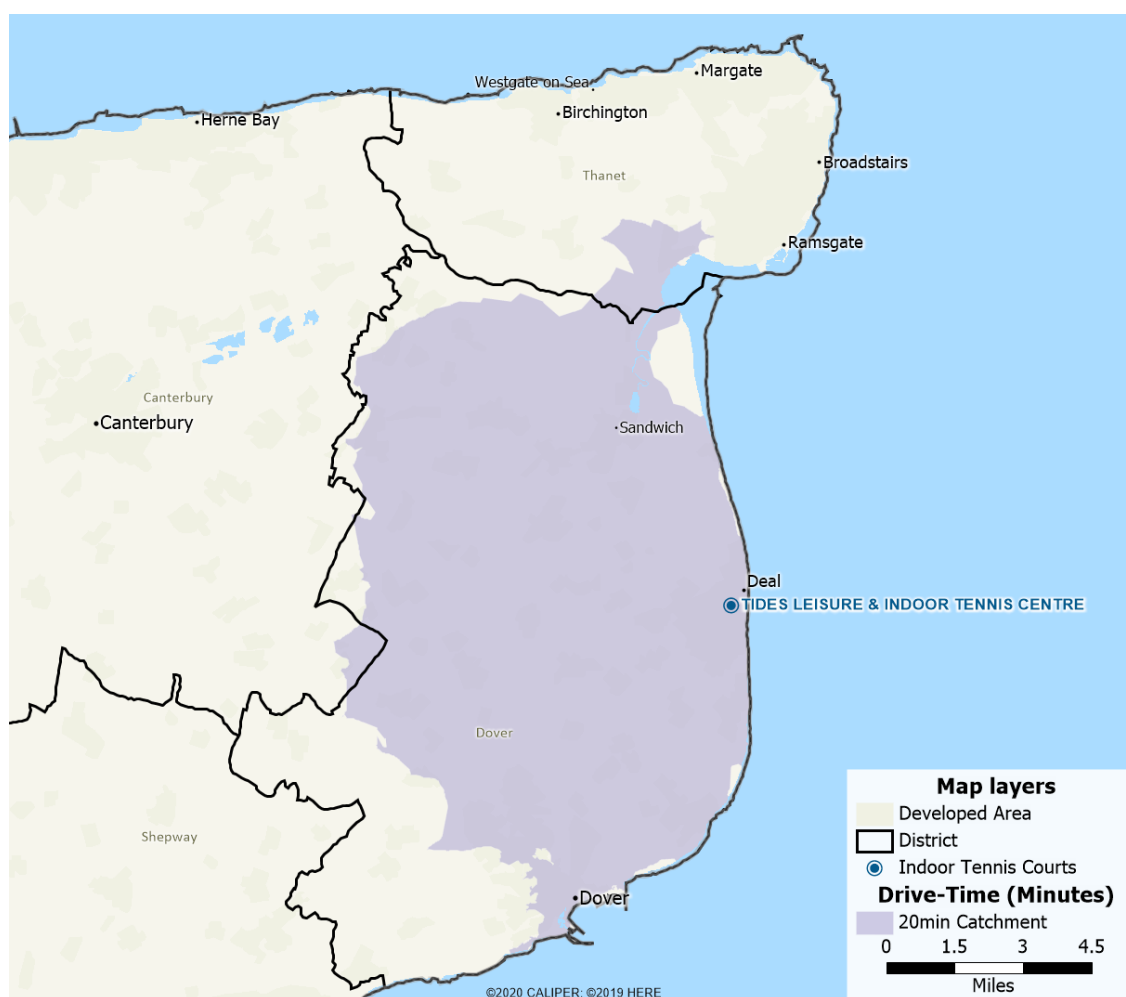 Margate
Westgate on Sea
Birchington
Herne Bay
Broadstairs
Thanet
Ramsgate
Canterbury
Canterbury
Sandwich
Deal
TIDES LEISURE & INDOOR TENNIS CENTRE
Dover
Shepway
Dover
Map layers
Developed Area
District
Indoor Tennis Courts
Drive-Time (Minutes)
20min Catchment
0 1.5 3 4.5
Miles
©2020 CALIPER; ©2019 HERE